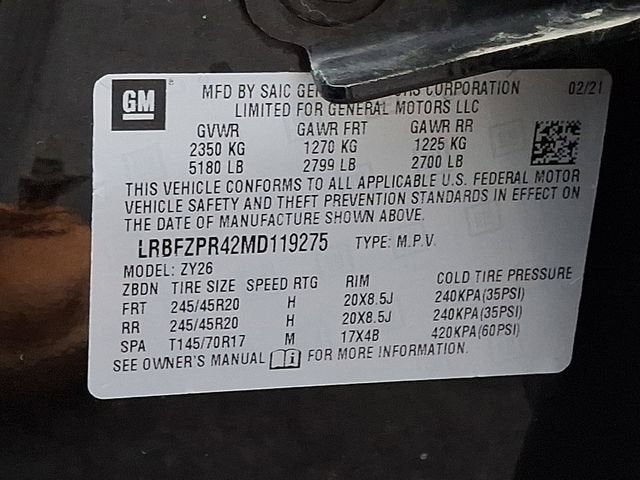 GM ® MFD BY SAIC GEN CORPORATION 02/21
LIMITED FOR GENERAL MOTORS LLC
GVWR GAWR FRT GAWR RR
2350 KG 1270 KG 1225 KG
5180 LB 2799 LB 2700 LB
THIS VEHICLE CONFORMS TO ALL APPLICABLE U.S. FEDERAL MOTOR
VEHICLE SAFETY AND THEFT PREVENTION STANDARDS IN EFFECT ON
THE DATE OF MANUFACTURE SHOWN ABOVE.
LRBFZPR42MD119275 TYPE: M.P.V.
MODEL: ZY26
ZBDN TIRE SIZE SPEED RTG RIM COLD TIRE PRESSURE
FRT 245/45R20 H 20X8.5J 240KPA(35PSI)
RR 245/45R20 H 20X8.5J 240KPA(35PSI)
SPA T145/70R17 M 17X4B 420KPA(60PSI)
SEE OWNER'S MANUAL i FOR MORE INFORMATION.